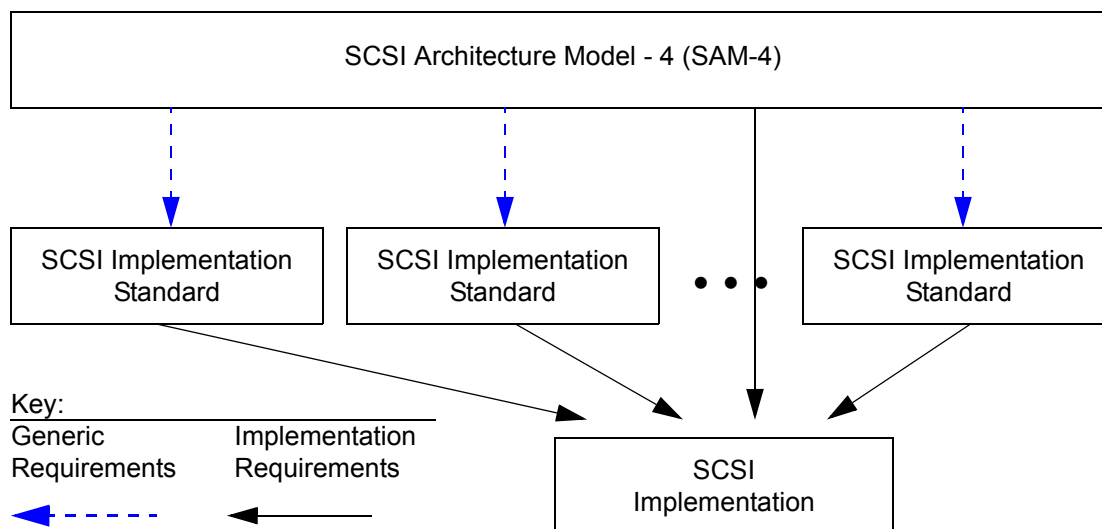 SCSI Architecture Model - 4 (SAM-4)
SCSI Implementation
Standard
SCSI Implementation
Standard
SCSI Implementation
Standard
Key:
Generic
Requirements
Implementation
Requirements
SCSI
Implementation